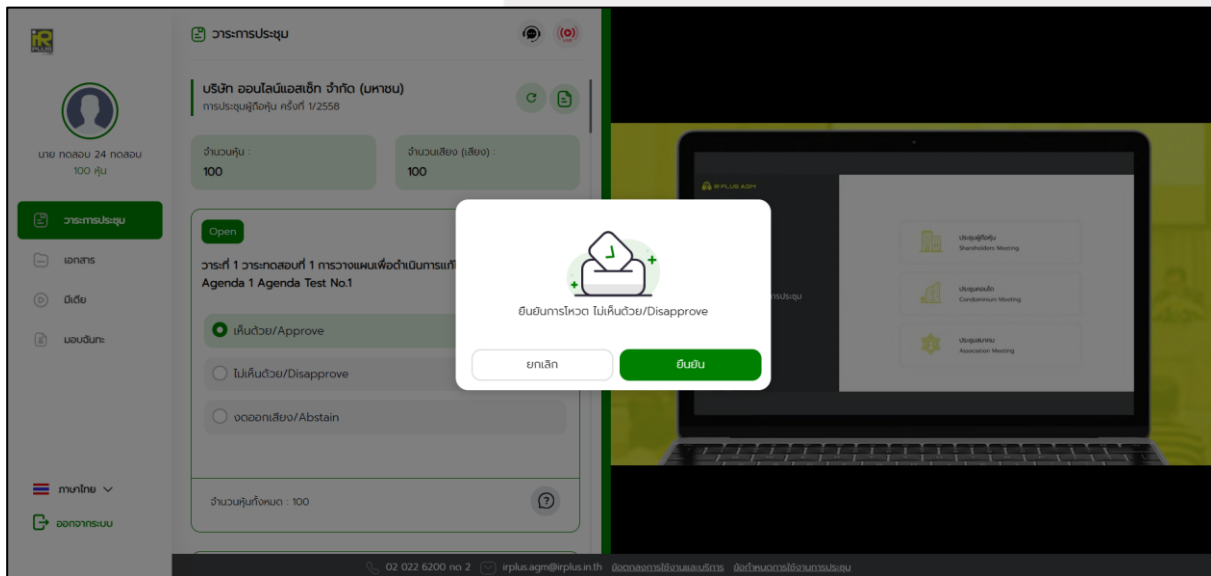 iR
PLUS
นาย ทดสอบ 24 ทดสอบ
100 หุ้น
วาระการประชุม
เอกสาร
มีเดีย
มอบฉันทะ
ภาษาไทย
ออกจากระบบ
วาระการประชุม
LIVE
บริษัท ออนไลน์แอสเซ็ท จำกัด (มหาชน)
การประชุมผู้ถือหุ้น ครั้งที่ 1/2558
จำนวนหุ้น :
100
จำนวนเสียง (เสียง) :
100
Open
วาระที่ 1 วาระทดสอบที่ 1 การวางแผนเพื่อดำเนินการแก้
Agenda 1 Agenda Test No.1
เห็นด้วย/Approve
ไม่เห็นด้วย/Disapprove
งดออกเสียง/Abstain
จำนวนหุ้นทั้งหมด : 100
ยืนยันการโหวต ไม่เห็นด้วย/Disapprove
ยกเลิก
ยืนยัน
IR PLUS AGM
ารประชุม
ประชุมผู้ถือหุ้น
Shareholders Meeting
ประชุมคอนโด
Condominium Meeting
ประชุมสมาคม
Association Meeting
02 022 6200 กด 2 irplus.agm@irplus.in.th ข้อตกลงการใช้งานและบริการ ข้อกำหนดการใช้งานการประชุม